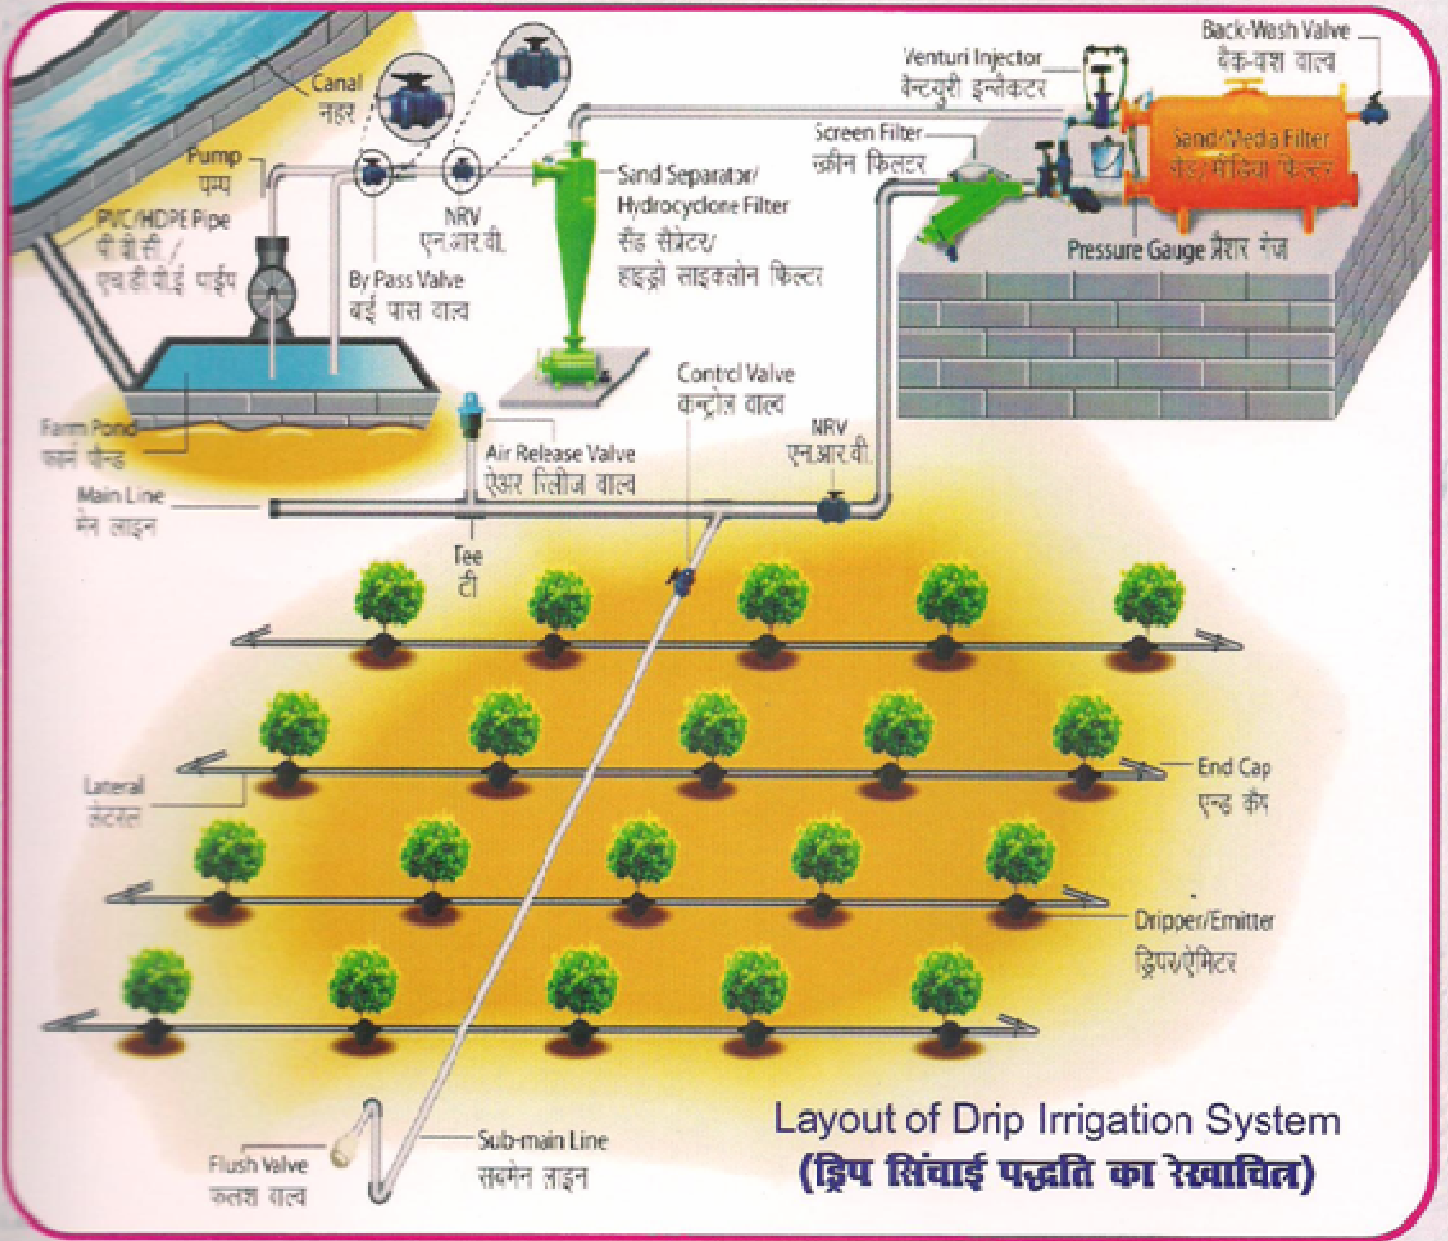 Canal
नहर
Pump
पम्प
PVC/HDPE Pipe
पी.वी.सी./
एच.डी.पी.ई पाईप
By Pass Valve
बाई पास वाल्व
NRV
एन.आर.वी.
Sand Separator/
Hydrocyclone Filter
सैंड सैप्रेटर/
हाइड्रो साइक्लोन फिल्टर
Venturi Injector
वेन्टयुरी इन्जैक्टर
Screen Filter
स्क्रीन फिल्टर
Back-Wash Valve
बैक-वाश वाल्व
Sand/Media Filter
सेंड/मीडिया फिल्टर
Pressure Gauge प्रैशर गेज
Farm Pond
फार्म पौन्ड
Main Line
मेन लाइन
Air Release Valve
ऐअर रिलीज वाल्व
Tee
टी
Control Valve
कन्ट्रोल वाल्व
NRV
एन.आर.वी.
Lateral
लेटरल
End Cap
एन्ड कैप
Dripper/Emitter
ड्रिपर/ऐमिटर
Flush Valve
फ्लश वाल्व
Sub-main Line
सबमेन लाइन
Layout of Drip Irrigation System
(ड्रिप सिंचाई पद्धति का रेखाचित्र)